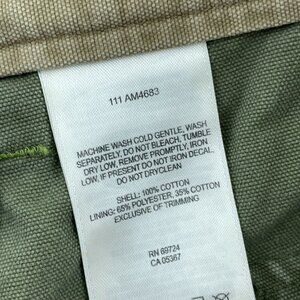 111 AM4683
MACHINE WASH COLD GENTLE, WASH
SEPARATELY, DO NOT BLEACH, TUMBLE
DRY LOW, REMOVE PROMPTLY, IRON
LOW, IF PRESENT DO NOT IRON DECAL,
DO NOT DRYCLEAN
SHELL: 100% COTTON
LINING: 65% POLYESTER, 35% COTTON
EXCLUSIVE OF TRIMMING
RN 89724
CA 05367